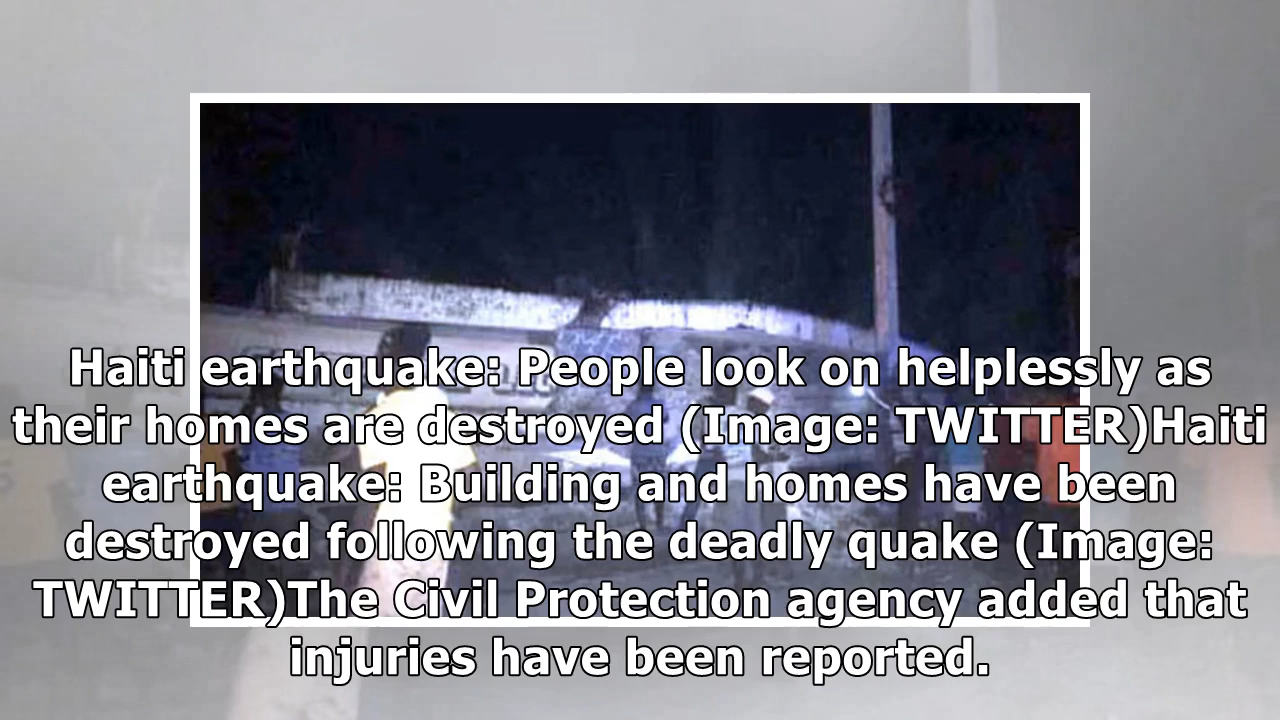 Haiti earthquake: People look on helplessly as
their homes are destroyed (Image: TWITTER)Haiti
earthquake: Building and homes have been
destroyed following the deadly quake (Image:
TWITTER)The Civil Protection agency added that
injuries have been reported.